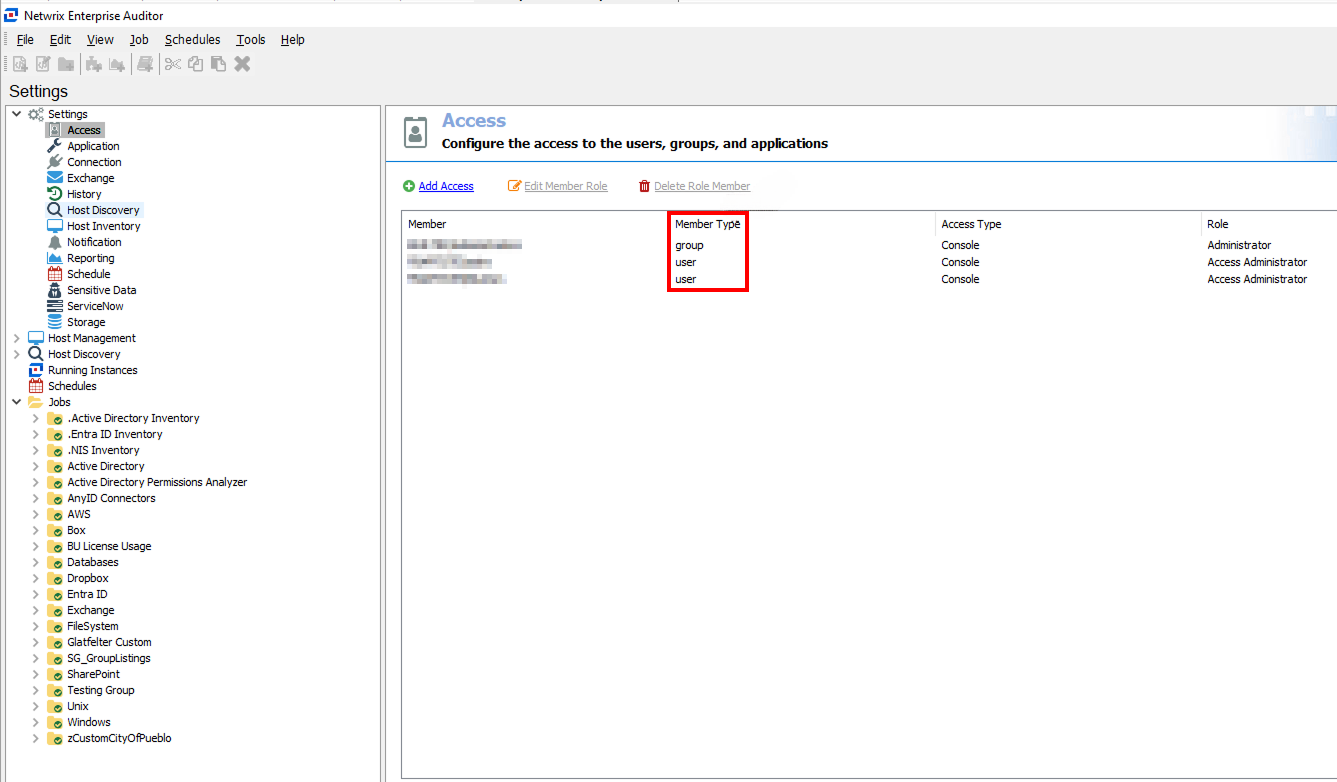 Netwrix Enterprise Auditor
File Edit View Job Schedules Tools Help
Settings
Settings
Access
Application
Connection
Exchange
History
Host Discovery
Host Inventory
Notification
Reporting
Schedule
Sensitive Data
ServiceNow
Storage
Host Management
Host Discovery
Running Instances
Schedules
Jobs
.Active Directory Inventory
.Entra ID Inventory
.NIS Inventory
Active Directory
Active Directory Permissions Analyzer
AnyID Connectors
AWS
Box
BU License Usage
Databases
Dropbox
Entra ID
Exchange
FileSystem
Glatfelter Custom
SG_GroupListings
SharePoint
Testing Group
Unix
Windows
zCustomCityOfPueblo
Access
Configure the access to the users, groups, and applications
Add Access Edit Member Role Delete Role Member
Member Member Type Access Type Role
group Console Administrator
user Console Access Administrator
user Console Access Administrator